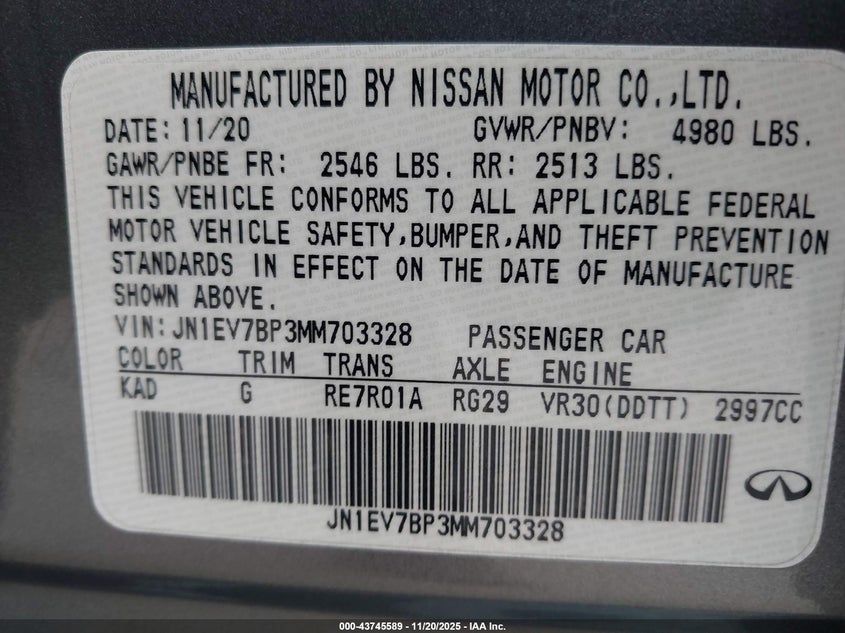 MANUFACTURED BY NISSAN MOTOR CO.,LTD.
DATE: 11/20 GVWR/PNBV: 4980 LBS.
GAWR/PNBE FR: 2546 LBS. RR: 2513 LBS.
THIS VEHICLE CONFORMS TO ALL APPLICABLE FEDERAL
MOTOR VEHICLE SAFETY,BUMPER,AND THEFT PREVENTION
STANDARDS IN EFFECT ON THE DATE OF MANUFACTURE
SHOWN ABOVE.
VIN: JN1EV7BP3MM703328 PASSENGER CAR
COLOR TRIM TRANS AXLE ENGINE
KAD G RE7R01A RG29 VR30(DDTT) 2997CC
JN1EV7BP3MM703328
000-43745589 - 11/20/2025 - IAA Inc.